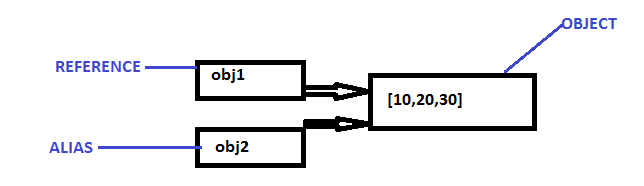 OBJECT
REFERENCE
obj1
[10,20,30]
ALIAS
obj2